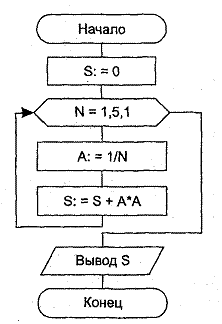 Начало
S: = 0
N = 1,5,1
A: = 1/N
S: = S + A*A
Вывод S
Конец